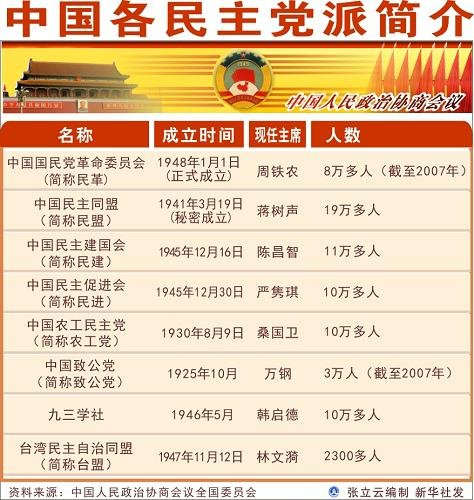 中国各民主党派简介
中国人民政治协商会议
名称 成立时间 现任主席 人数
中国国民党革命委员会 1948年1月1日 周铁农 8万多人（截至2007年）
(简称民革) (正式成立)
中国民主同盟 1941年3月19日 蒋树声 19万多人
（简称民盟） (秘密成立)
中国民主建国会 1945年12月16日 陈昌智 11万多人
（简称民建）
中国民主促进会 1945年12月30日 严隽琪 10万多人
（简称民进）
中国农工民主党 1930年8月9日 桑国卫 10万多人
（简称农工党）
中国致公党 1925年10月 万钢 3万人（截至2007年）
（简称致公党）
九三学社 1946年5月 韩启德 10万多人
台湾民主自治同盟 1947年11月12日 林文漪 2300多人
（简称台盟）
资料来源：中国人民政治协商会议全国委员会 张立云编制 新华社发